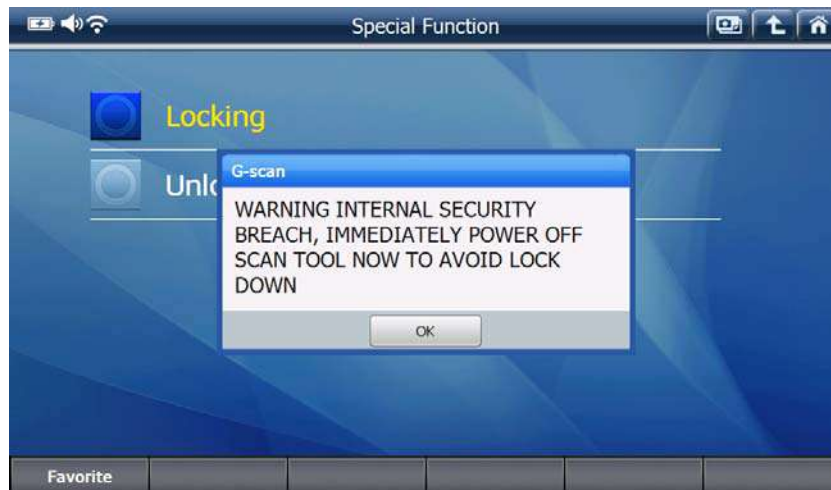 Special Function
Locking
G-scan
WARNING INTERNAL SECURITY
BREACH, IMMEDIATELY POWER OFF
SCAN TOOL NOW TO AVOID LOCK
DOWN
OK
Favorite